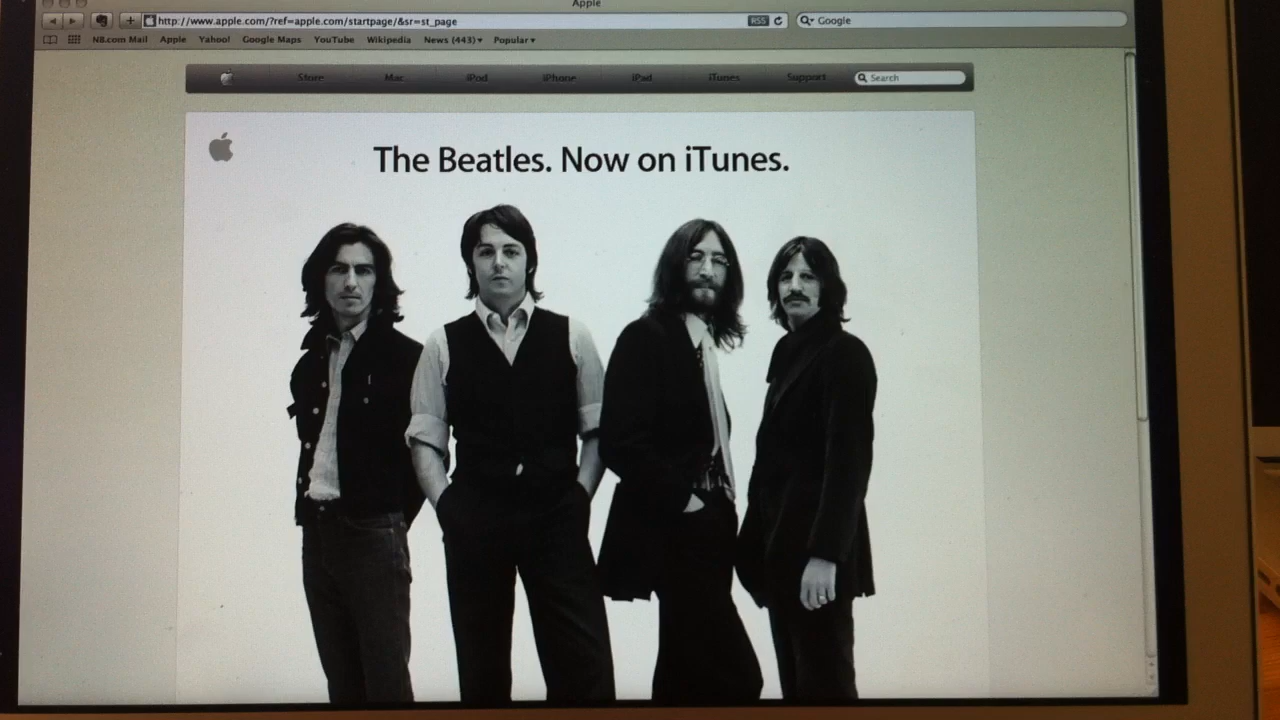 Apple
http://www.apple.com/?ref=apple.com/startpage/&sr=st_page RSS Google
N8.com Mail Apple Yahoo! Google Maps YouTube Wikipedia News (443) Popular
Store Mac iPod iPhone iPad iTunes Support Search
The Beatles. Now on iTunes.